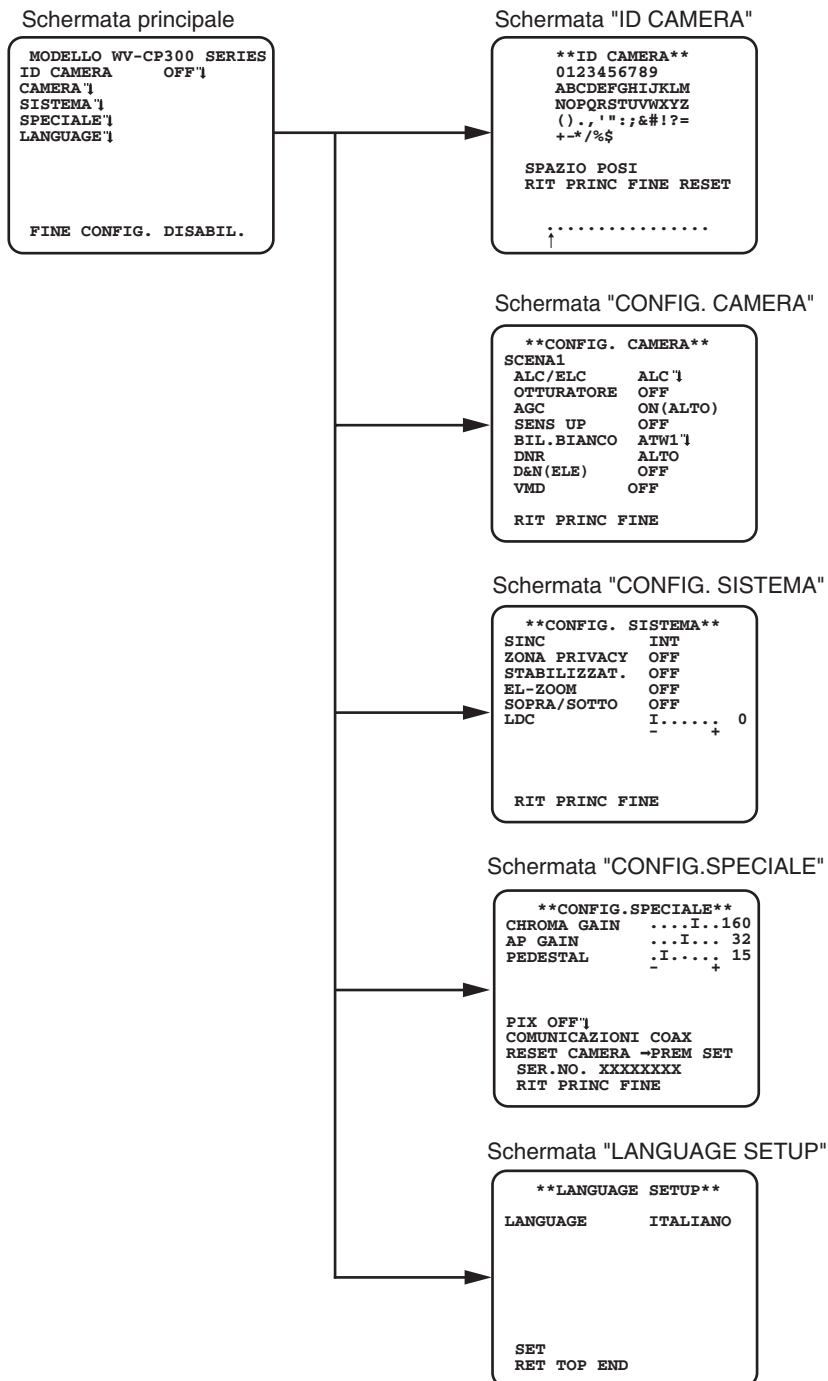 Schermata principale
MODELLO WV-CP300 SERIES
ID CAMERA OFF
CAMERA
SISTEMA
SPECIALE
LANGUAGE
FINE CONFIG. DISABIL.
Schermata "ID CAMERA"
**ID CAMERA**
0123456789
ABCDEFGHIJKLM
NOPQRSTUVWXYZ
().,'":;&#!?=
+-*/%$
SPAZIO POSI
RIT PRINC FINE RESET
................
↑
Schermata "CONFIG. CAMERA"
**CONFIG. CAMERA**
SCENA1
ALC/ELC ALC
OTTURATORE OFF
AGC ON(ALTO)
SENS UP OFF
BIL.BIANCO ATW1
DNR ALTO
D&N(ELE) OFF
VMD OFF
RIT PRINC FINE
Schermata "CONFIG. SISTEMA"
**CONFIG. SISTEMA**
SINC INT
ZONA PRIVACY OFF
STABILIZZAT. OFF
EL-ZOOM OFF
SOPRA/SOTTO OFF
LDC I...... 0
- +
RIT PRINC FINE
Schermata "CONFIG.SPECIALE"
**CONFIG.SPECIALE**
CHROMA GAIN ....I..160
AP GAIN ...I... 32
PEDESTAL .I..... 15
- +
PIX OFF
COMUNICAZIONI COAX
RESET CAMERA →PREM SET
SER.NO. XXXXXXXX
RIT PRINC FINE
Schermata "LANGUAGE SETUP"
**LANGUAGE SETUP**
LANGUAGE ITALIANO
SET
RET TOP END